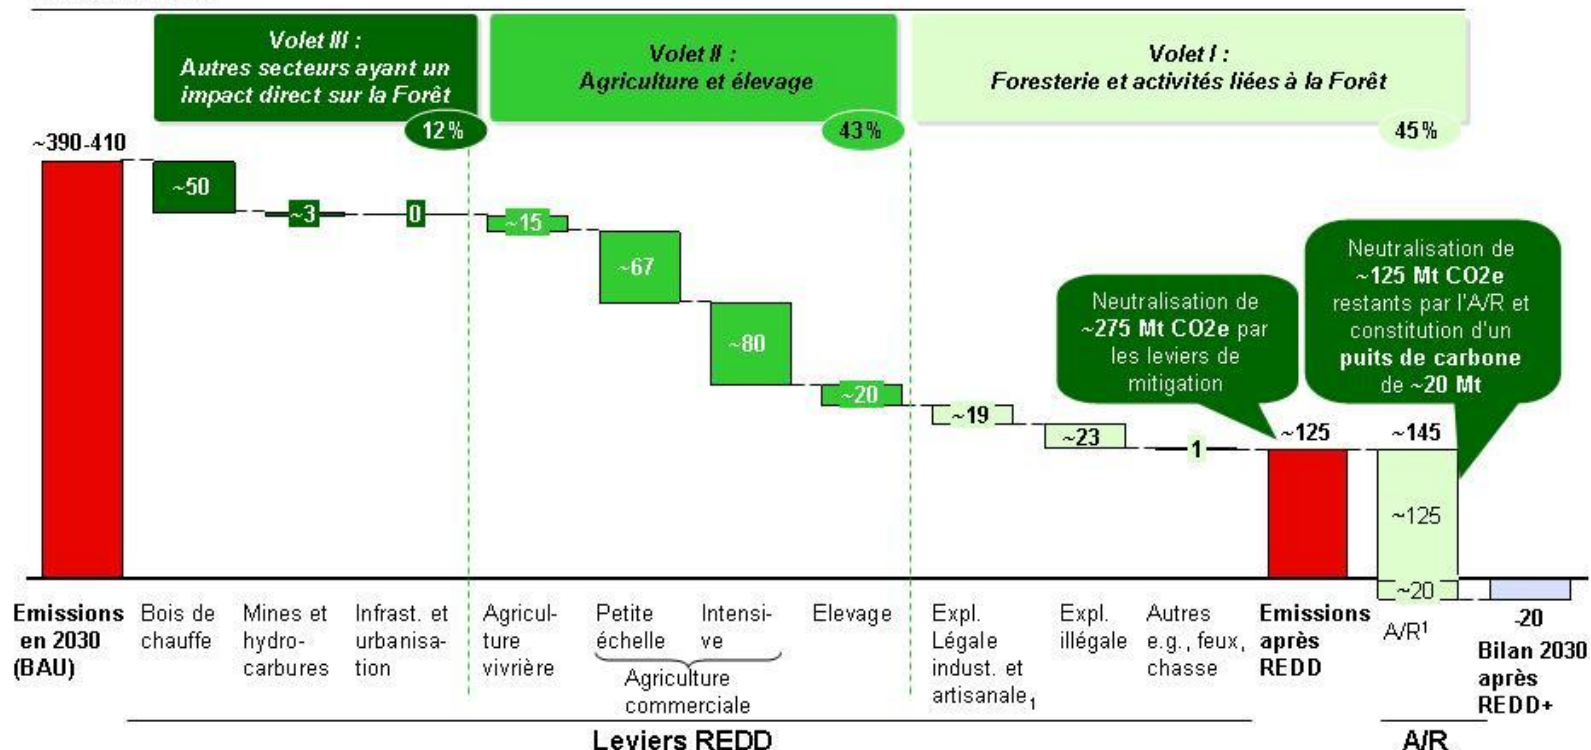 Volet III :
Autres secteurs ayant un
impact direct sur la Forêt
12%
Volet II :
Agriculture et élevage
43%
Volet I :
Foresterie et activités liées à la Forêt
45%
~390-410
~50
~3
0
~15
~67
~80
~20
~19
~23
1
~125
~145
~125
~20
-20
Neutralisation de
~275 Mt CO2e par
les leviers de
mitigation
Neutralisation de
~125 Mt CO2e
restants par l'A/R et
constitution d'un
puits de carbone
de ~20 Mt
Emissions
en 2030
(BAU)
Bois de
chauffe
Mines et
hydro-
carbures
Infrast. et
urbanisa-
tion
Agricul-
ture
vivrière
Petite
échelle
Intensi-
ve
Agriculture
commerciale
Elevage
Expl.
Légale
indust. et
artisanale1
Expl.
illégale
Autres
e.g., feux,
chasse
Emissions
après
REDD
A/R¹
Bilan 2030
après
REDD+
Leviers REDD
A/R